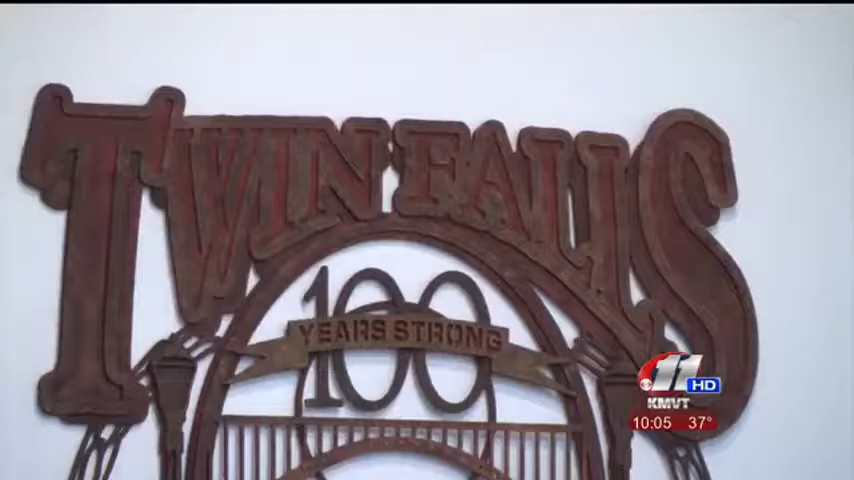 TWIN FALLS
100
YEARS STRONG
11 HD
KMVT
10:05 37°